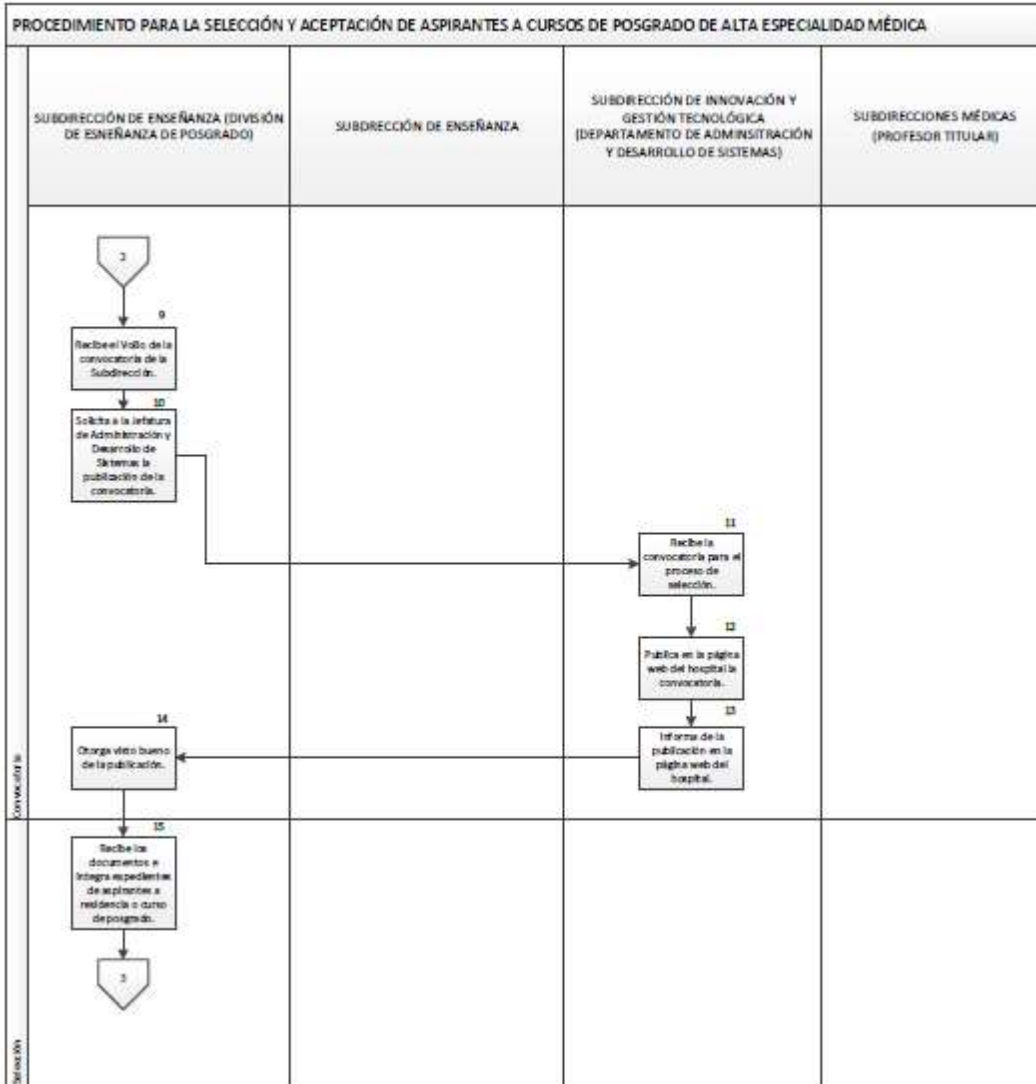 PROCEDIMIENTO PARA LA SELECCIÓN Y ACEPTACIÓN DE ASPIRANTES A CURSOS DE POSGRADO DE ALTA ESPECIALIDAD MÉDICA
SUBDIRECCIÓN DE ENSEÑANZA (DIVISIÓN
DE ESNEÑANZA DE POSGRADO)
SUBDRECCIÓN DE ENSEÑANZA
SUBDIRECCIÓN DE INNOVACIÓN Y
GESTIÓN TECNOLÓGICA
(DEPARTAMENTO DE ADMINSITRACIÓN
Y DESARROLLO DE SISTEMAS)
SUBDIRECCIONES MÉDICAS
(PROFESOR TITULAR)
9
Recibe el VoBo de la
convocatoria de la
Subdirección.
10
Solicita a la Jefatura
de Administración y
Desarrollo de
Sistemas la
publicación de la
convocatoria.
11
Recibe la
convocatoria para el
proceso de
selección.
12
Publica en la página
web del hospital la
convocatoria.
13
Informa de la
publicación en la
página web del
hospital.
14
Otorga visto bueno
de la publicación.
Convocatoria
15
Recibe los
documentos e
integra expedientes
de aspirantes a
residencia o curso
de posgrado.
3
Selección